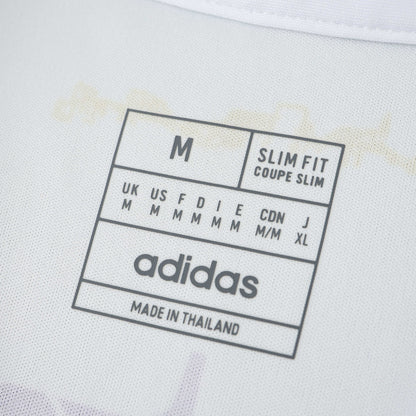 M
SLIM FIT
COUPE SLIM
UK US F D I E CDN J
M M M M M M M/M XL
adidas
MADE IN THAILAND